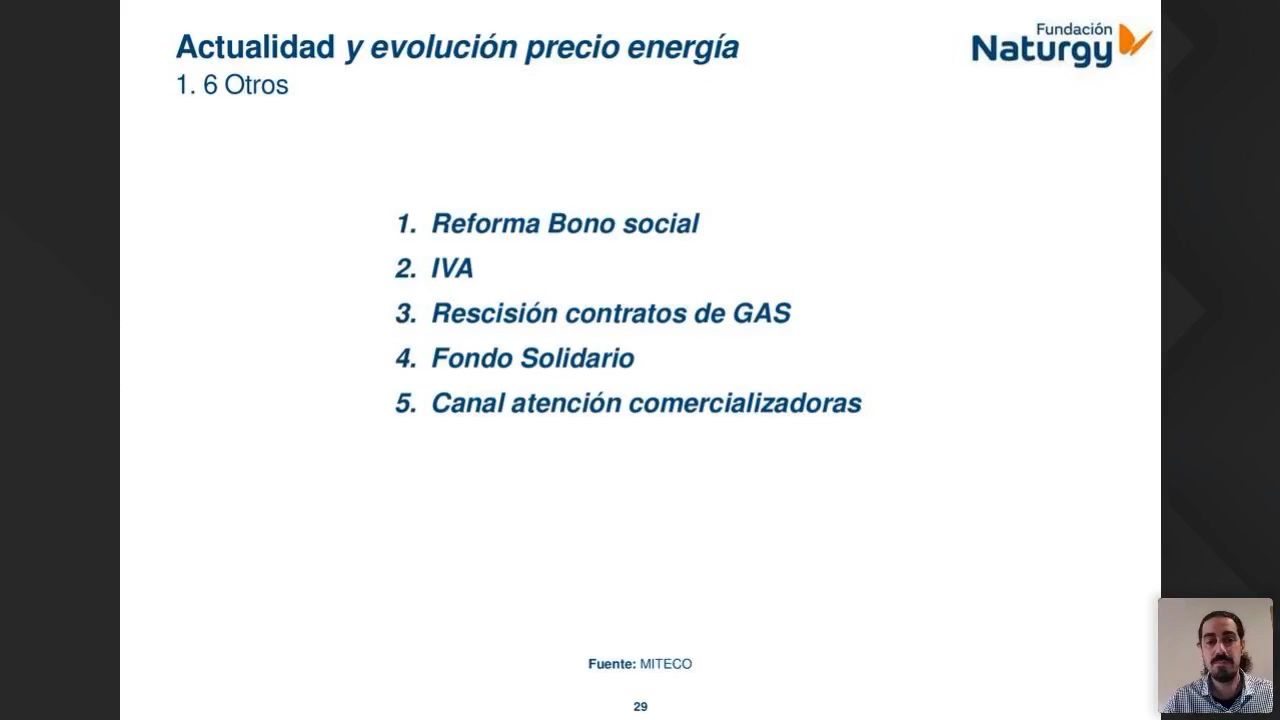 Actualidad y evolución precio energía
1. 6 Otros
Fundación
Naturgy
1. Reforma Bono social
2. IVA
3. Rescisión contratos de GAS
4. Fondo Solidario
5. Canal atención comercializadoras
Fuente: MITECO
29